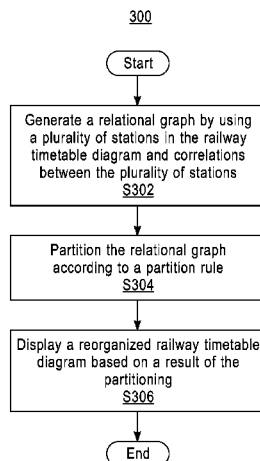 300
Start
Generate a relational graph by using
a plurality of stations in the railway
timetable diagram and correlations
between the plurality of stations
S302
Partition the relational graph
according to a partition rule
S304
Display a reorganized railway timetable
diagram based on a result of the
partitioning
S306
End